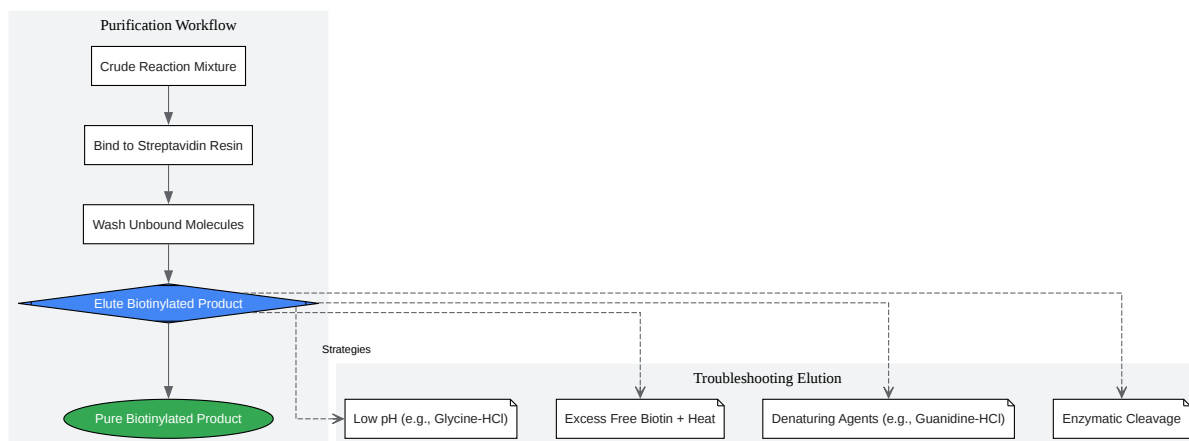 Purification Workflow
Crude Reaction Mixture
Bind to Streptavidin Resin
Wash Unbound Molecules
Elute Biotinylated Product
Strategies
Pure Biotinylated Product
Troubleshooting Elution
Low pH (e.g., Glycine-HCl)
Excess Free Biotin + Heat
Denaturing Agents (e.g., Guanidine-HCl)
Enzymatic Cleavage